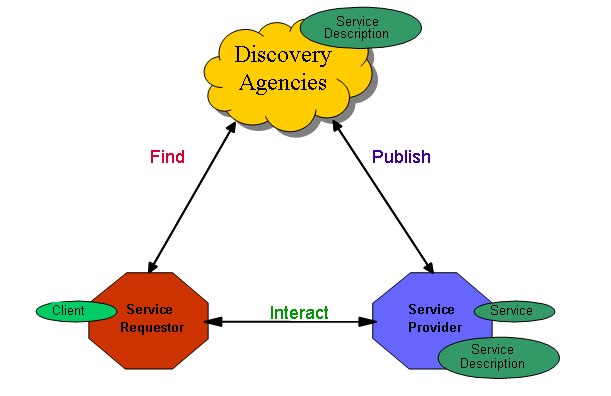 Service
Description
Discovery
Agencies
Find
Publish
Client
Service
Requestor
Interact
Service
Provider
Service
Service
Description